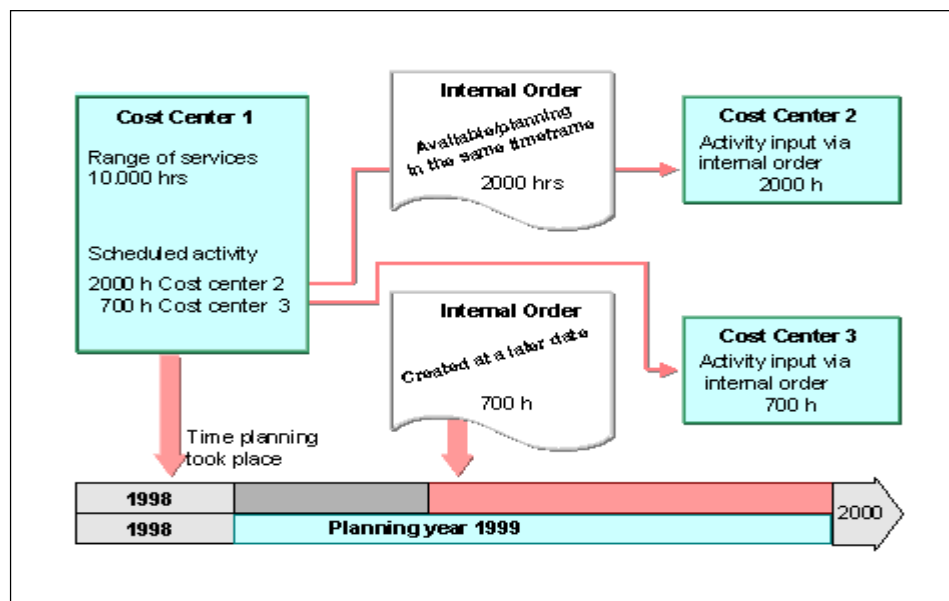 Cost Center 1
Range of services
10.000 hrs
Scheduled activity
2000 h Cost center 2
700 h Cost center 3
Internal Order
Available/planning
in the same timeframe
2000 hrs
Cost Center 2
Activity input via
internal order
2000 h
Internal Order
Created at a later date
700 h
Cost Center 3
Activity input via
internal order
700 h
Time planning
took place
1998
1998
Planning year 1999
2000